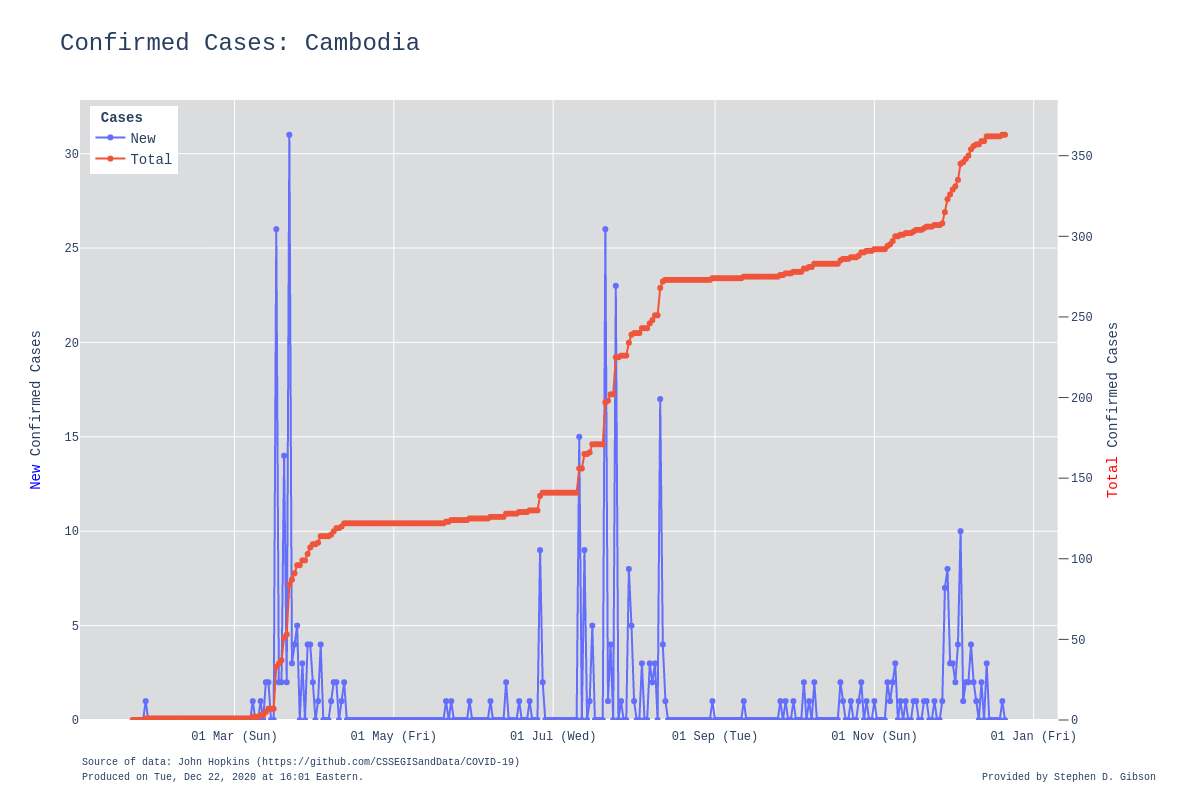 Confirmed Cases: Cambodia
Cases
New
Total
30
25
20
15
10
5
0
350
300
250
200
150
100
50
0
New Confirmed Cases
Total Confirmed Cases
01 Mar (Sun)
01 May (Fri)
01 Jul (Wed)
01 Sep (Tue)
01 Nov (Sun)
01 Jan (Fri)
Source of data: John Hopkins (https://github.com/CSSEGISandData/COVID-19)
Produced on Tue, Dec 22, 2020 at 16:01 Eastern.
Provided by Stephen D. Gibson